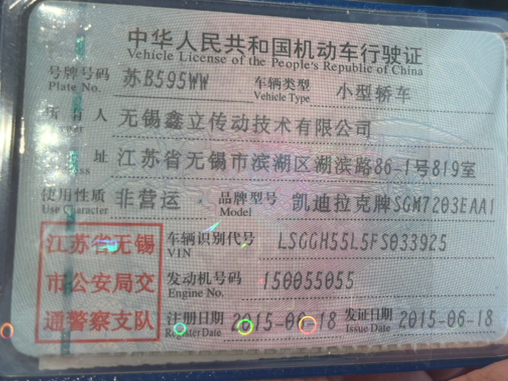 中华人民共和国机动车行驶证
Vehicle License of the People's Republic of China
号牌号码 苏B595WW 车辆类型 小型轿车
Plate No. Vehicle Type
所有人 无锡鑫立传动技术有限公司
址 江苏省无锡市滨湖区湖滨路86-1号819室
使用性质 非营运 品牌型号 凯迪拉克牌SGM7203EAA1
Use Character Model
江苏省无锡
市公安局交
通警察支队
车辆识别代号 LSGGH55L5FS033925
VIN
发动机号码 150055055
Engine No.
注册日期 2015-06-18 发证日期 2015-06-18
Register Date Issue Date